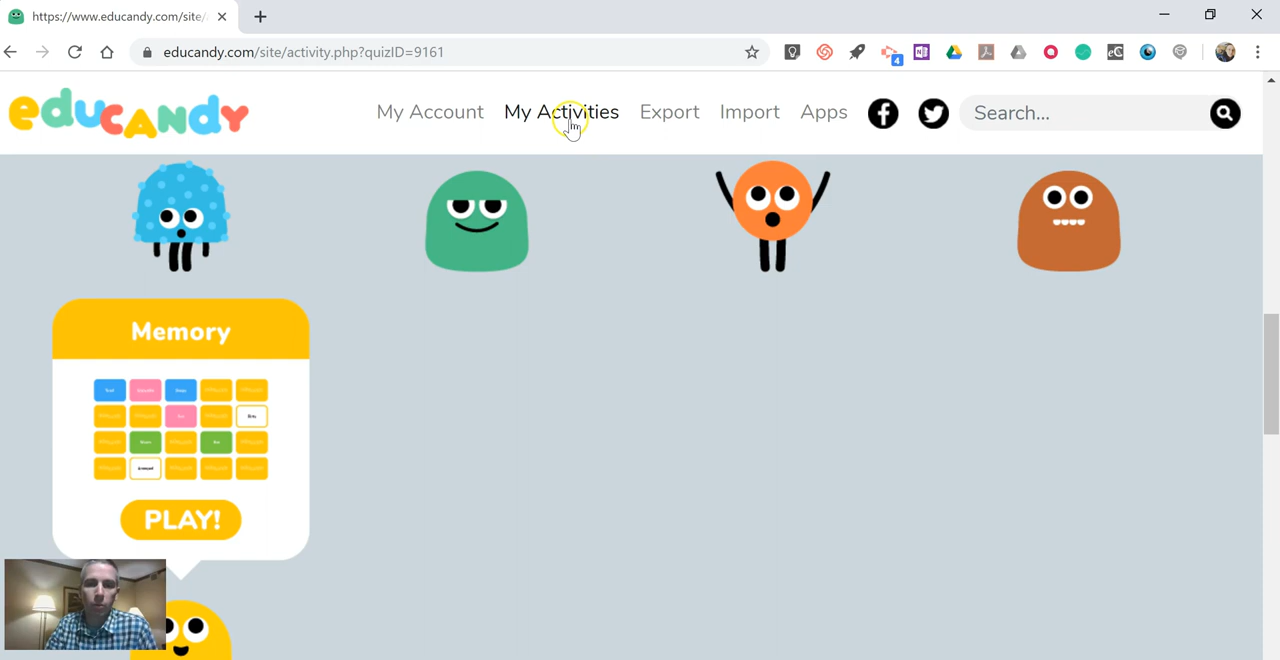 https://www.educandy.com/site/
educandy.com/site/activity.php?quizID=9161
4
educandy
My Account My Activities Export Import Apps Search...
Memory
PLAY!